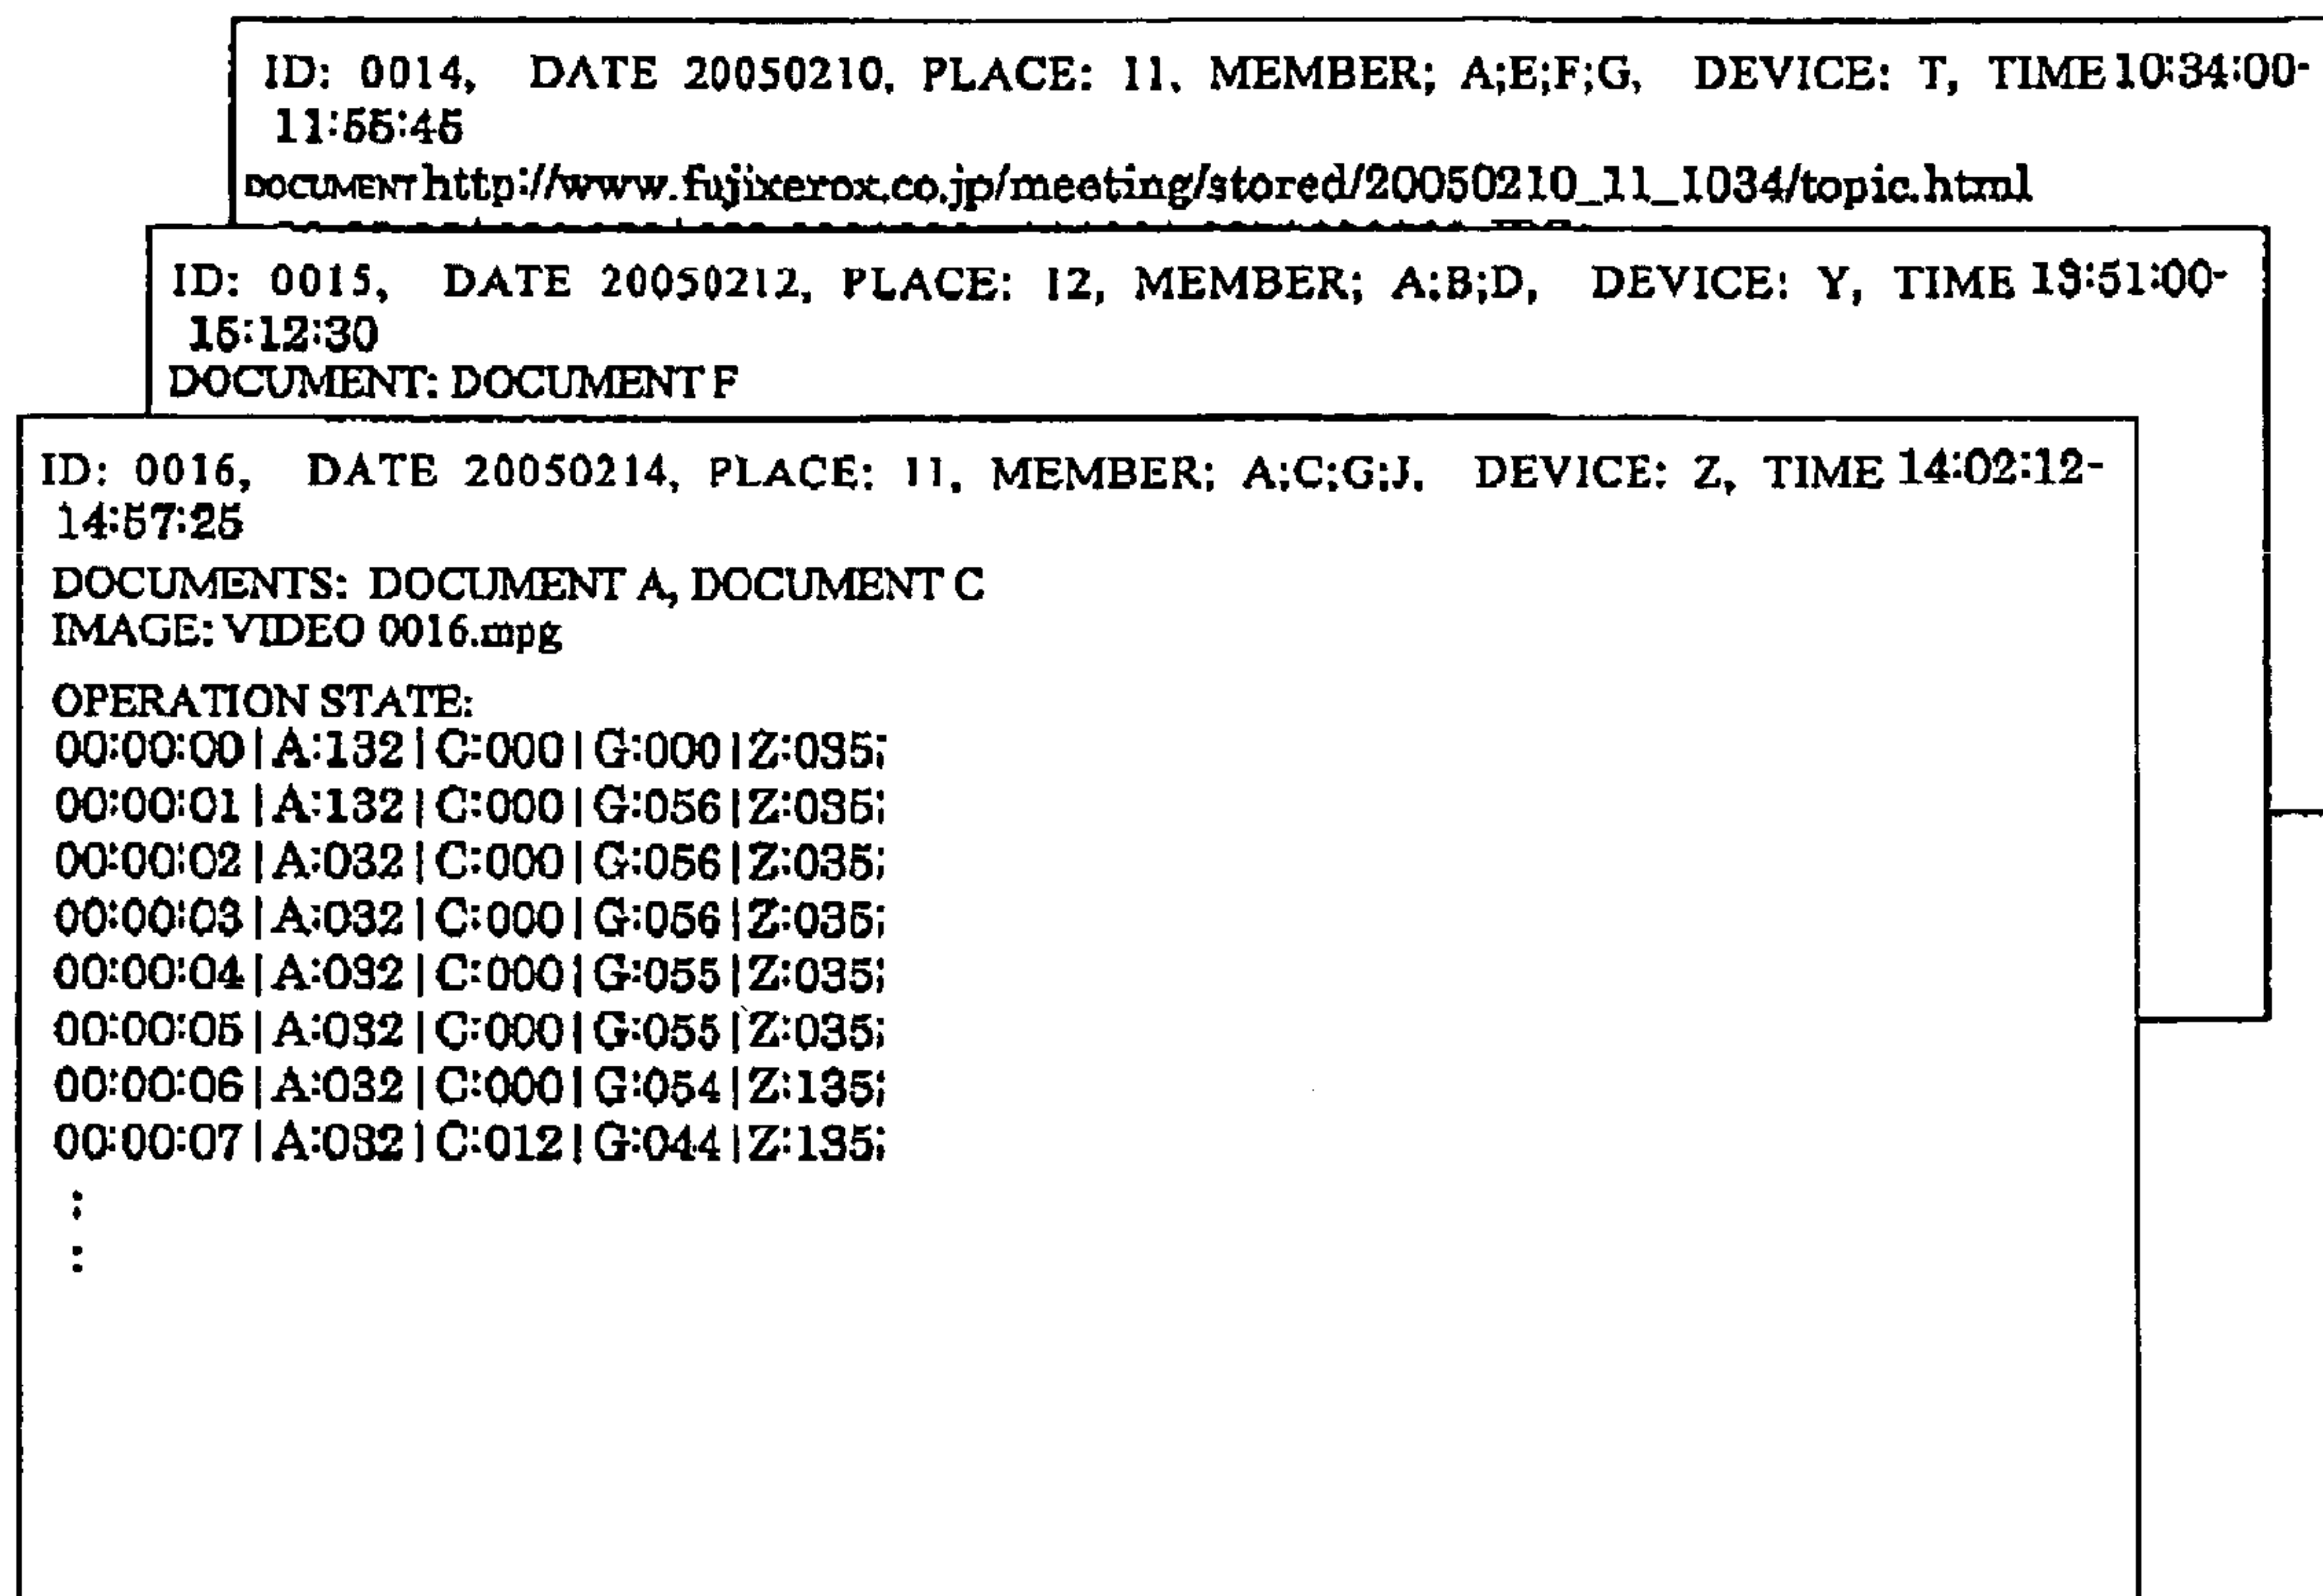 ID: 0014, DATE 20050210, PLACE: 11, MEMBER; A;E;F;G, DEVICE: T, TIME 10:34:00-
11:55:45
DOCUMENT http://www.fujixerox.co.jp/meeting/stored/20050210_11_1034/topic.html
ID: 0015, DATE 20050212, PLACE: 12, MEMBER; A;B;D, DEVICE: Y, TIME 13:51:00-
15:12:30
DOCUMENT: DOCUMENT F
ID: 0016, DATE 20050214, PLACE: 11, MEMBER; A;C;G;J, DEVICE: Z, TIME 14:02:12-
14:57:25
DOCUMENTS: DOCUMENT A, DOCUMENT C
IMAGE: VIDEO 0016.mpg
OPERATION STATE:
00:00:00|A:132|C:000|G:000|Z:035;
00:00:01|A:132|C:000|G:056|Z:035;
00:00:02|A:032|C:000|G:056|Z:035;
00:00:03|A:032|C:000|G:056|Z:035;
00:00:04|A:032|C:000|G:055|Z:035;
00:00:05|A:032|C:000|G:055|Z:035;
00:00:06|A:032|C:000|G:054|Z:135;
00:00:07|A:032|C:012|G:044|Z:135;
:
: